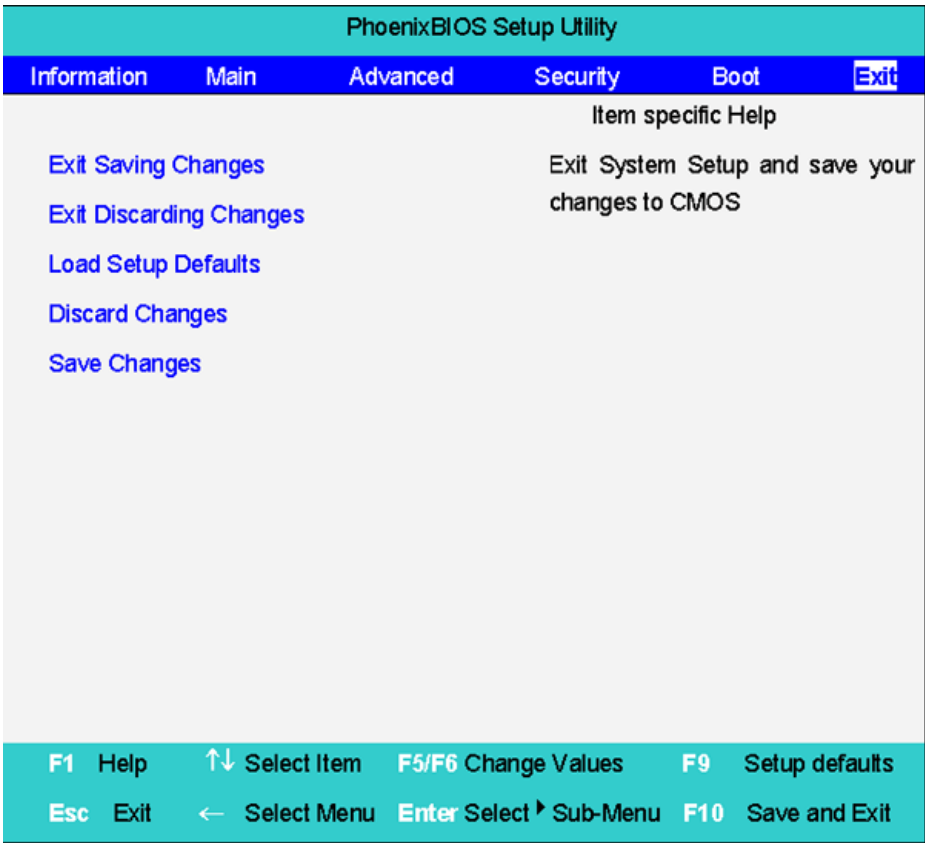 PhoenixBIOS Setup Utility
Information Main Advanced Security Boot Exit
Item specific Help
Exit Saving Changes
Exit Discarding Changes
Load Setup Defaults
Discard Changes
Save Changes
Exit System Setup and save your
changes to CMOS
F1 Help ↑↓ Select Item F5/F6 Change Values F9 Setup defaults
Esc Exit ← Select Menu Enter Select ▸ Sub-Menu F10 Save and Exit